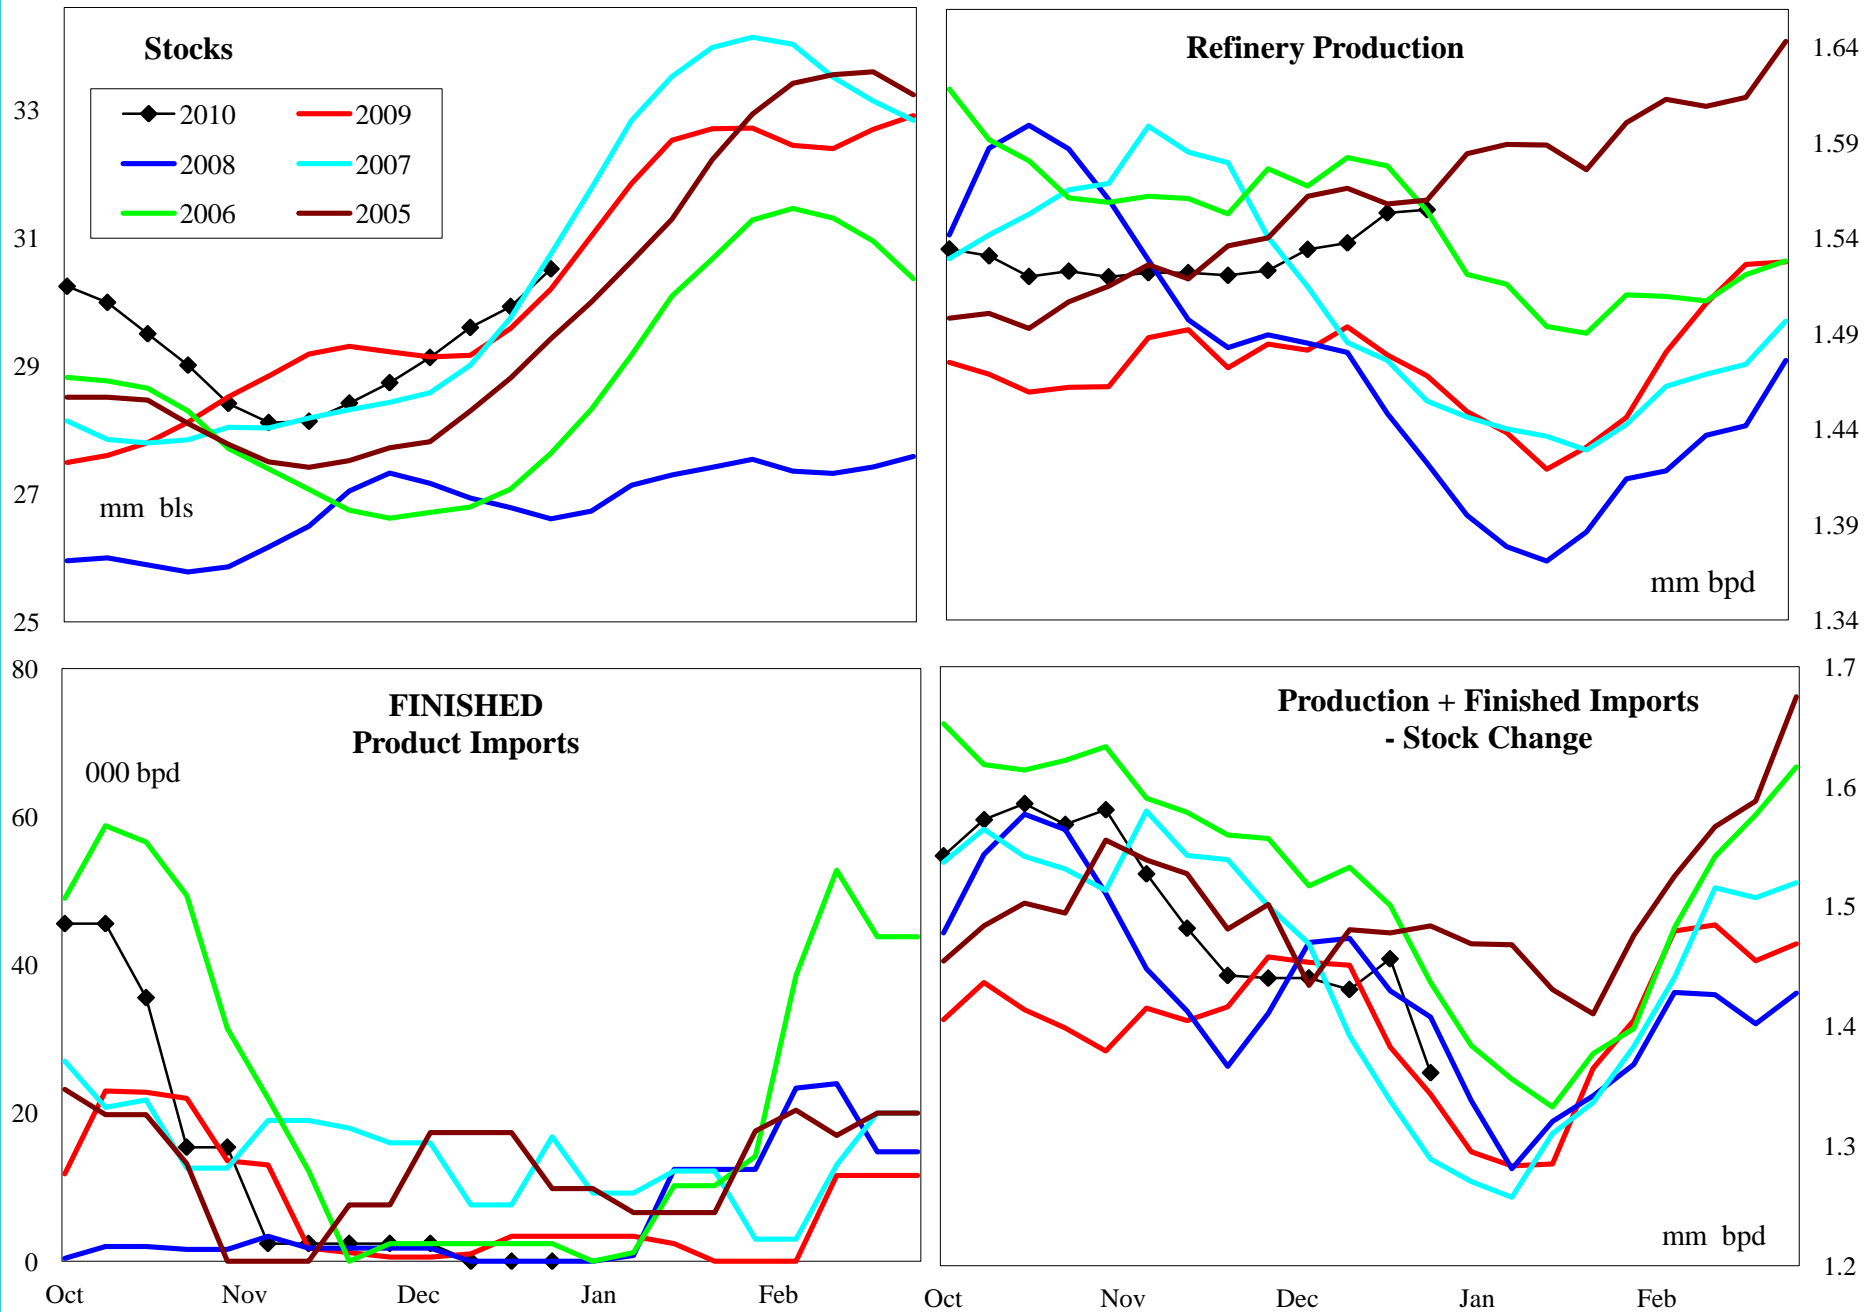 Stocks
2010
2009
2008
2007
2006
2005
mm bls
33
31
29
27
25
Refinery Production
mm bpd
1.64
1.59
1.54
1.49
1.44
1.39
1.34
FINISHED
Product Imports
000 bpd
80
60
40
20
0
Oct Nov Dec Jan Feb
Production + Finished Imports
- Stock Change
mm bpd
1.7
1.6
1.5
1.4
1.3
1.2
Oct Nov Dec Jan Feb